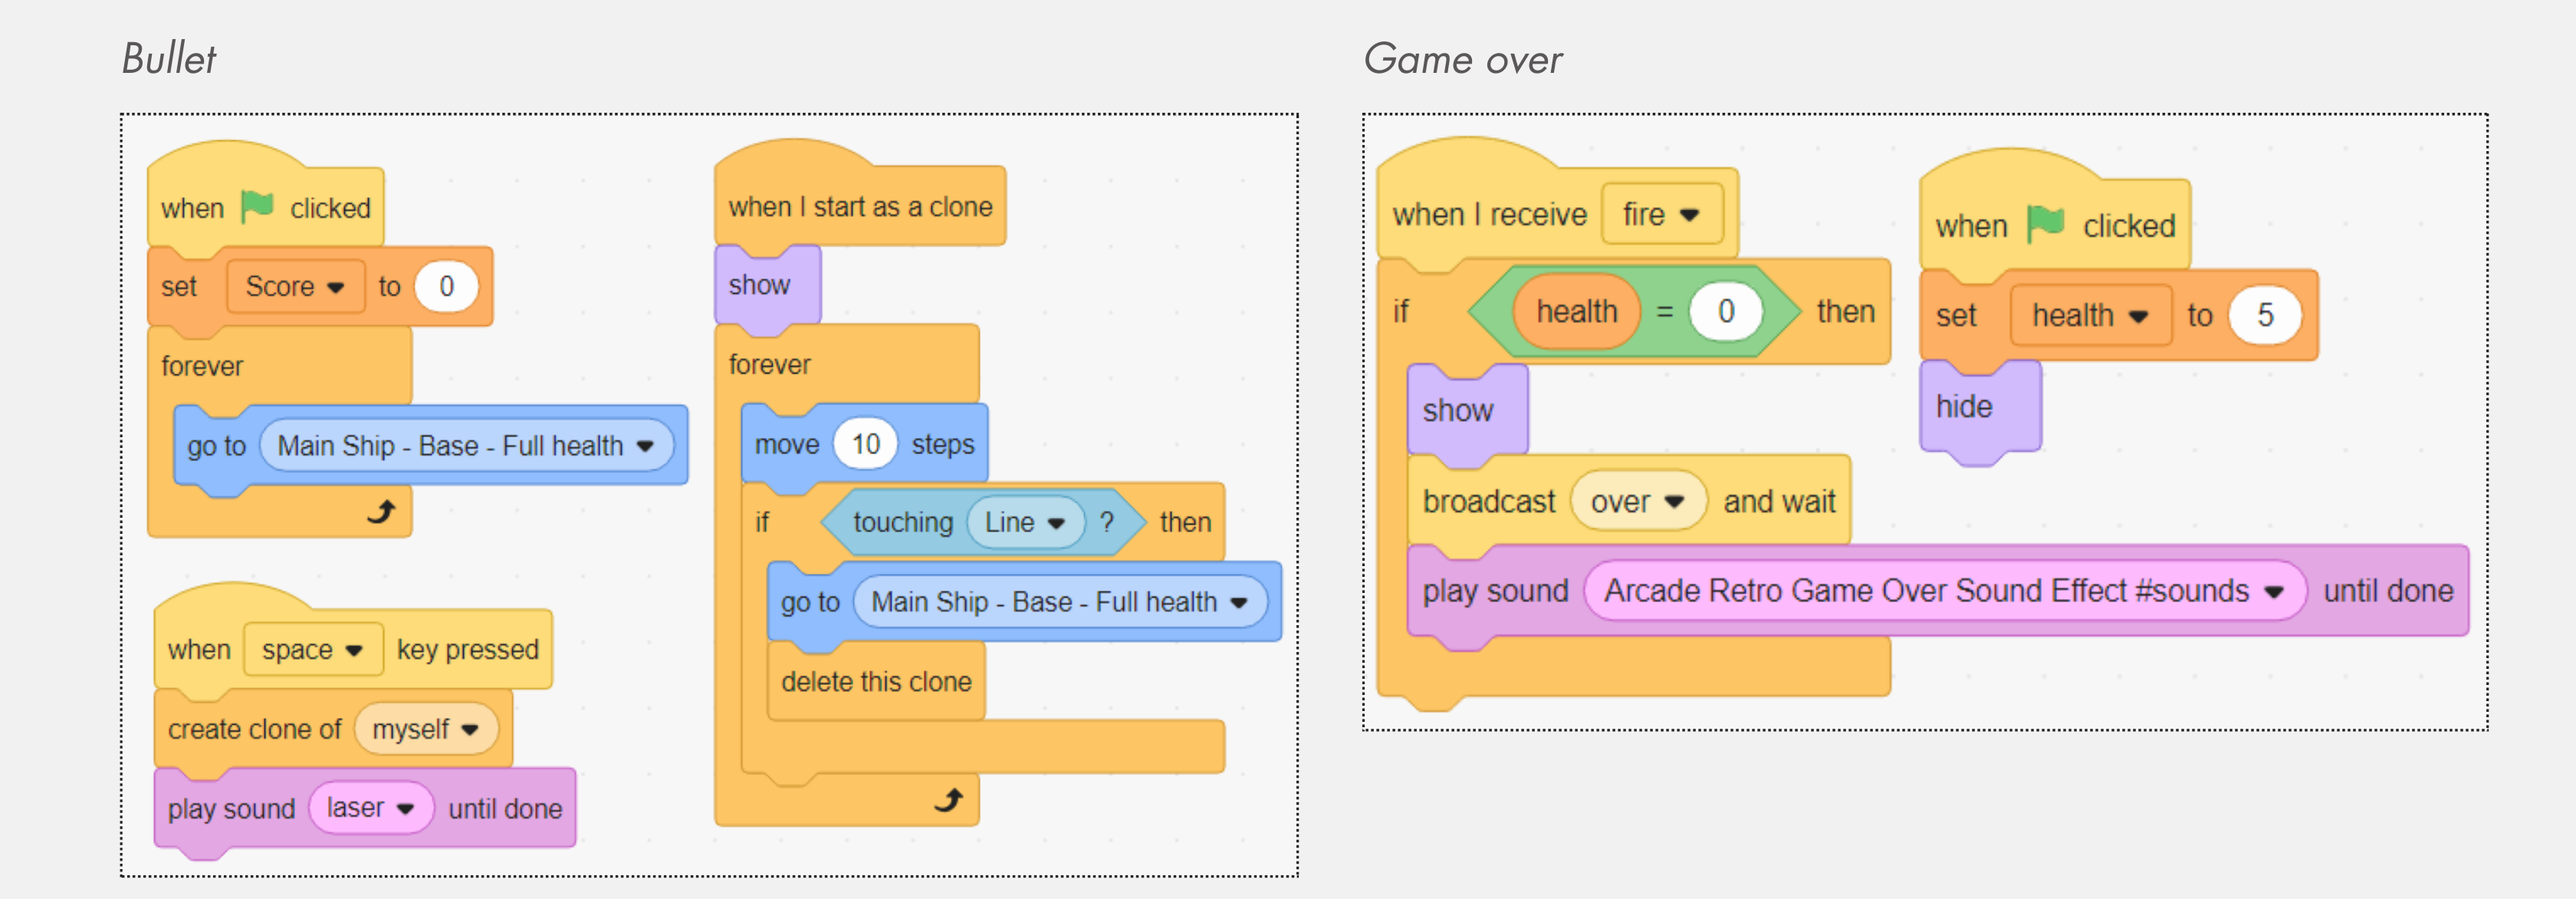 Bullet
when clicked
set Score to 0
forever
go to Main Ship - Base - Full health
when space key pressed
create clone of myself
play sound laser until done
when I start as a clone
show
forever
move 10 steps
if touching Line ? then
go to Main Ship - Base - Full health
delete this clone
Game over
when I receive fire
if health = 0 then
show
broadcast over and wait
play sound Arcade Retro Game Over Sound Effect #sounds until done
when clicked
set health to 5
hide